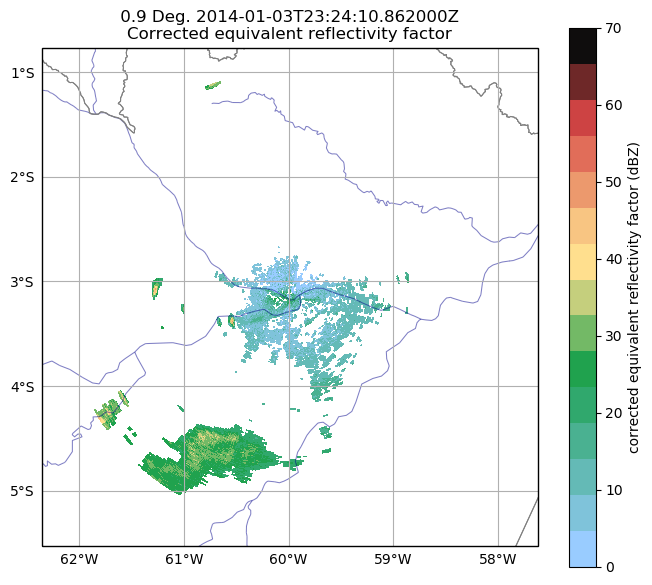 0.9 Deg. 2014-01-03T23:24:10.862000Z
Corrected equivalent reflectivity factor
1°S
2°S
3°S
4°S
5°S
62°W 61°W 60°W 59°W 58°W
70
60
50
40
30
20
10
0
corrected equivalent reflectivity factor (dBZ)